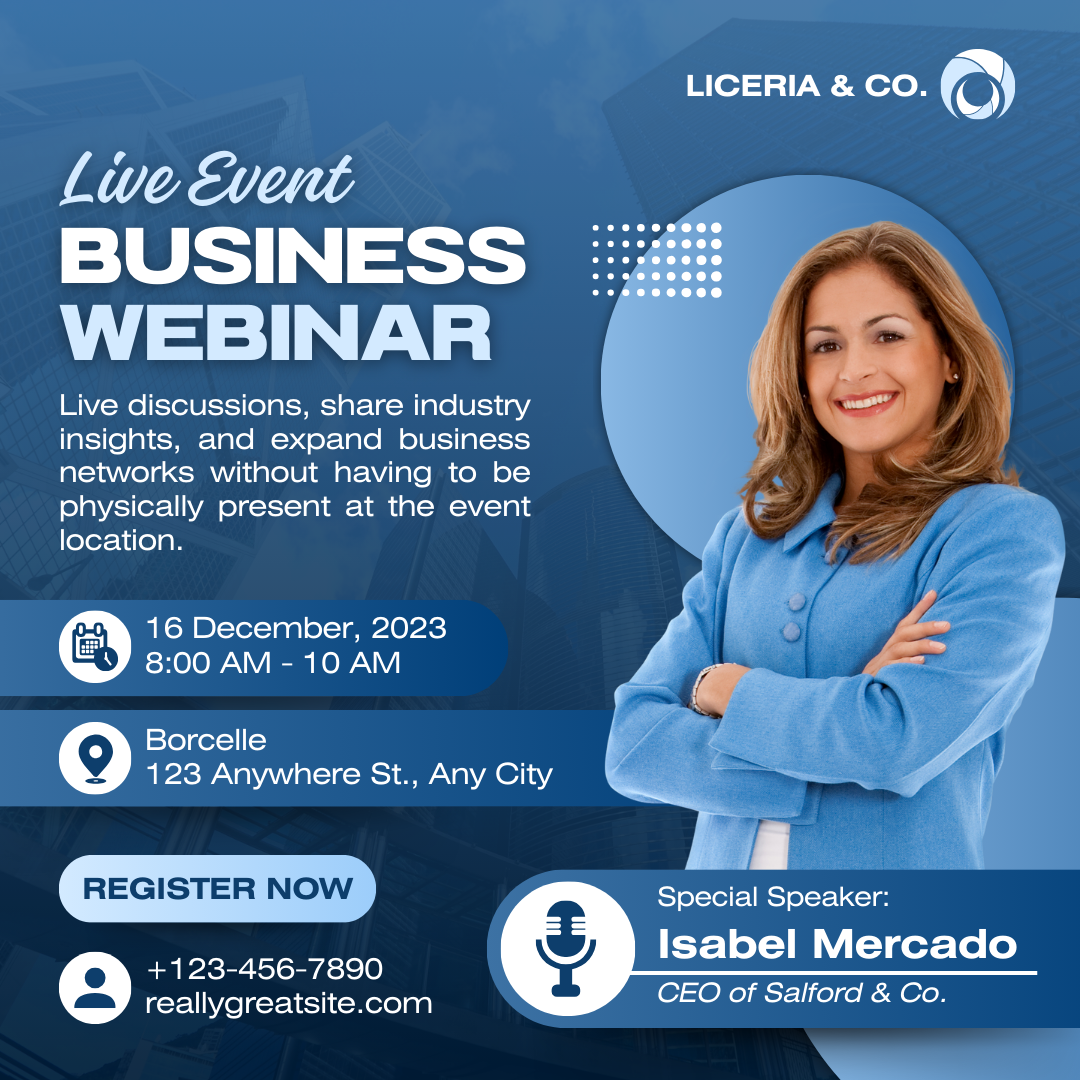 LICERIA & CO.
Live Event
BUSINESS
WEBINAR
Live discussions, share industry
insights, and expand business
networks without having to be
physically present at the event
location.
16 December, 2023
8:00 AM - 10 AM
Borcelle
123 Anywhere St., Any City
REGISTER NOW
+123-456-7890
reallygreatsite.com
Special Speaker:
Isabel Mercado
CEO of Salford & Co.